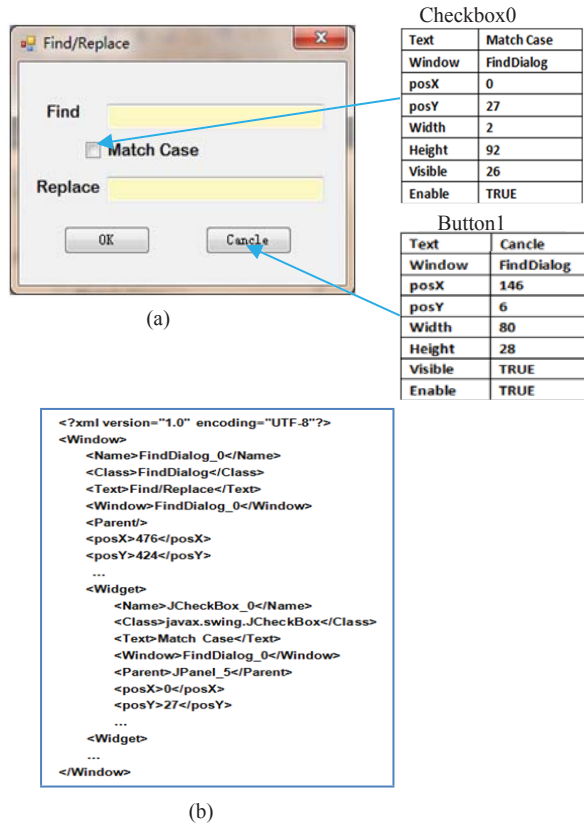 Find/Replace
Find
Match Case
Replace
OK
Cancle
(a)
Checkbox0
Text Match Case
Window FindDialog
posX 0
posY 27
Width 2
Height 92
Visible 26
Enable TRUE
Button1
Text Cancle
Window FindDialog
posX 146
posY 6
Width 80
Height 28
Visible TRUE
Enable TRUE
<?xml version="1.0" encoding="UTF-8"?>
<Window>
<Name>FindDialog_0</Name>
<Class>FindDialog</Class>
<Text>Find/Replace</Text>
<Window>FindDialog_0</Window>
<Parent/>
<posX>476</posX>
<posY>424</posY>
...
<Widget>
<Name>JCheckBox_0</Name>
<Class>javax.swing.JCheckBox</Class>
<Text>Match Case</Text>
<Window>FindDialog_0</Window>
<Parent>JPanel_5</Parent>
<posX>0</posX>
<posY>27</posY>
...
<Widget>
...
</Window>
(b)